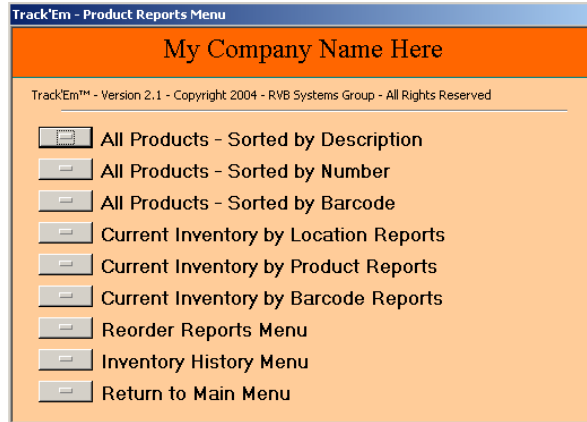 Track'Em - Product Reports Menu
My Company Name Here
Track'Em™ - Version 2.1 - Copyright 2004 - RVB Systems Group - All Rights Reserved
All Products - Sorted by Description
All Products - Sorted by Number
All Products - Sorted by Barcode
Current Inventory by Location Reports
Current Inventory by Product Reports
Current Inventory by Barcode Reports
Reorder Reports Menu
Inventory History Menu
Return to Main Menu